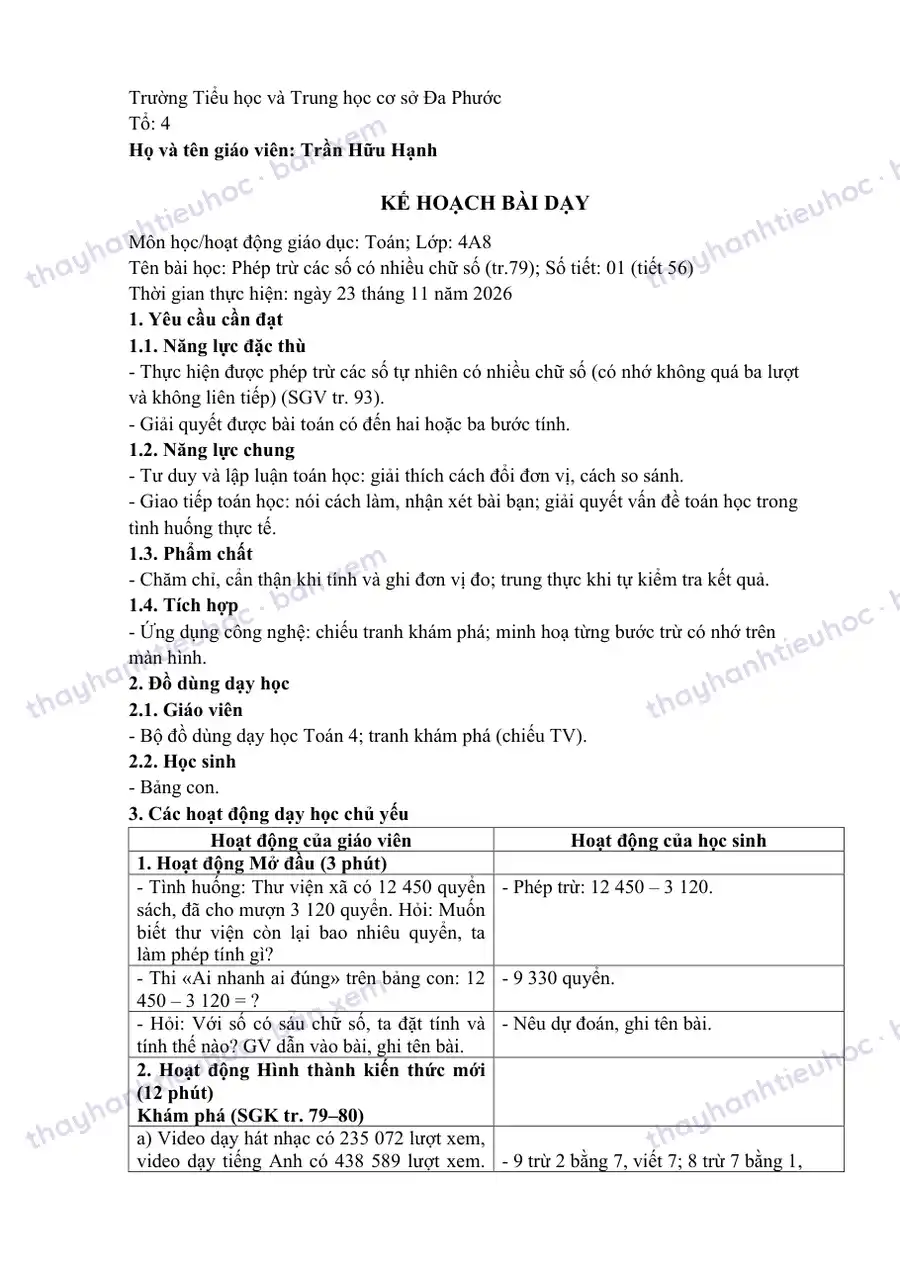 Trường Tiểu học và Trung học cơ sở Đa Phước
Tổ: 4
Họ và tên giáo viên: Trần Hữu Hạnh
KẾ HOẠCH BÀI DẠY
Môn học/hoạt động giáo dục: Toán; Lớp: 4A8
Tên bài học: Phép trừ các số có nhiều chữ số (tr.79); Số tiết: 01 (tiết 56)
Thời gian thực hiện: ngày 23 tháng 11 năm 2026
1. Yêu cầu cần đạt
1.1. Năng lực đặc thù
- Thực hiện được phép trừ các số tự nhiên có nhiều chữ số (có nhớ không quá ba lượt
và không liên tiếp) (SGV tr. 93).
- Giải quyết được bài toán có đến hai hoặc ba bước tính.
1.2. Năng lực chung
- Tư duy và lập luận toán học: giải thích cách đổi đơn vị, cách so sánh.
- Giao tiếp toán học: nói cách làm, nhận xét bài bạn; giải quyết vấn đề toán học trong
tình huống thực tế.
1.3. Phẩm chất
- Chăm chỉ, cẩn thận khi tính và ghi đơn vị đo; trung thực khi tự kiểm tra kết quả.
1.4. Tích hợp
- Ứng dụng công nghệ: chiếu tranh khám phá; minh hoạ từng bước trừ có nhớ trên
màn hình.
2. Đồ dùng dạy học
2.1. Giáo viên
- Bộ đồ dùng dạy học Toán 4; tranh khám phá (chiếu TV).
2.2. Học sinh
- Bảng con.
3. Các hoạt động dạy học chủ yếu
Hoạt động của giáo viên
Hoạt động của học sinh
1. Hoạt động Mở đầu (3 phút)
- Tình huống: Thư viện xã có 12 450 quyển
sách, đã cho mượn 3 120 quyển. Hỏi: Muốn
biết thư viện còn lại bao nhiêu quyển, ta
làm phép tính gì?
- Phép trừ: 12 450 – 3 120.
- Thi «Ai nhanh ai đúng» trên bảng con: 12
450 – 3 120 = ?
- 9 330 quyển.
- Hỏi: Với số có sáu chữ số, ta đặt tính và
tính thế nào? GV dẫn vào bài, ghi tên bài.
- Nêu dự đoán, ghi tên bài.
2. Hoạt động Hình thành kiến thức mới
(12 phút)
Khám phá (SGK tr. 79–80)
a) Video dạy hát nhạc có 235 072 lượt xem,
video dạy tiếng Anh có 438 589 lượt xem.
- 9 trừ 2 bằng 7, viết 7; 8 trừ 7 bằng 1,
thayhanhtieuhoc · bản xem
thayhanhtieuhoc · b
thayhanhtieuhoc · bản xem
thayhanhtieuhoc · b
thayhanhtieuhoc · bản xem
thayhanhtieuhoc · b